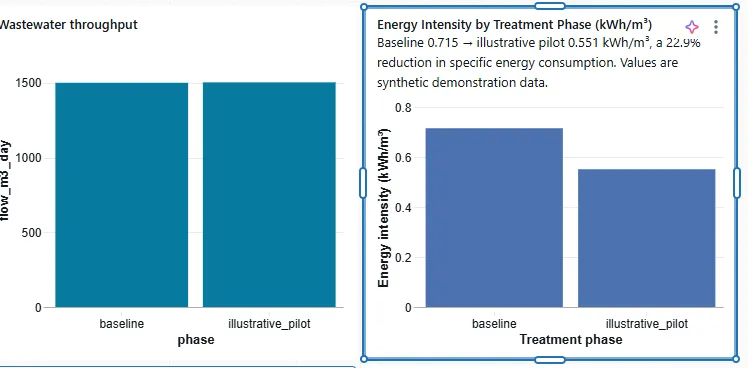 Wastewater throughput
1500
1000
500
0
flow_m3_day
baseline
illustrative_pilot
phase
Energy Intensity by Treatment Phase (kWh/m³)
Baseline 0.715 → illustrative pilot 0.551 kWh/m³, a 22.9%
reduction in specific energy consumption. Values are
synthetic demonstration data.
0.8
0.6
0.4
0.2
0
Energy intensity (kWh/m³)
baseline
illustrative_pilot
Treatment phase